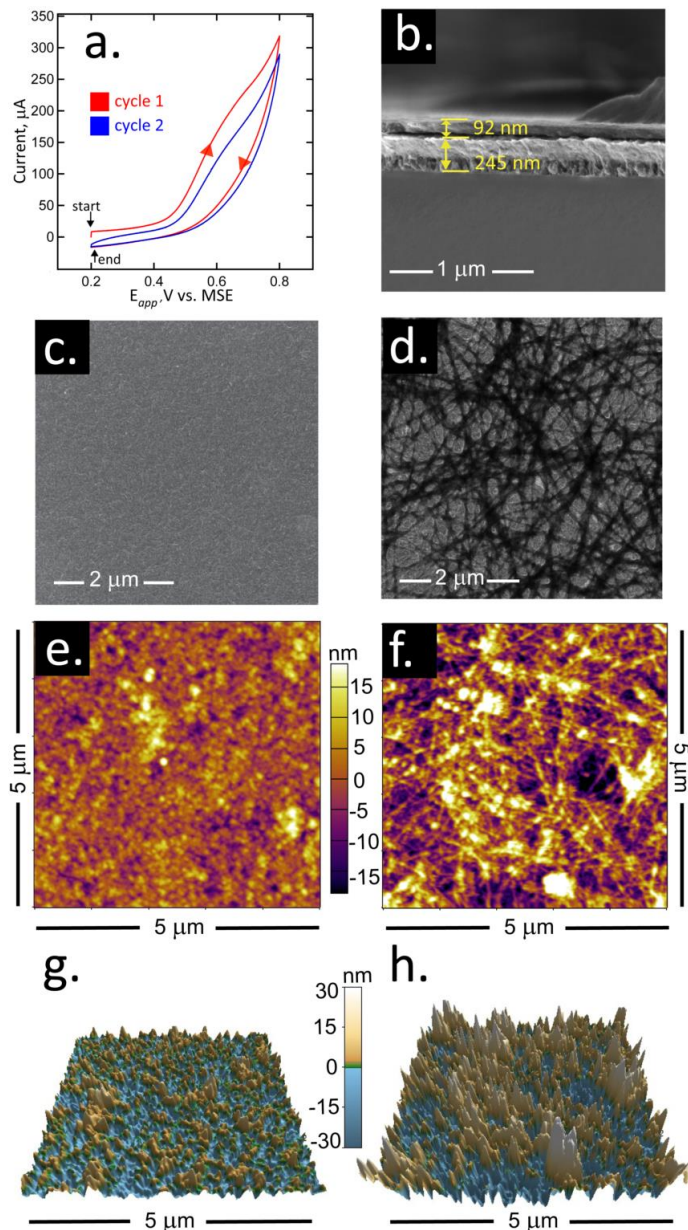 a.
350
300
250
200
150
100
50
0
Current, μA
cycle 1
cycle 2
start
end
0.2 0.4 0.6 0.8
Eapp,V vs. MSE
b.
92 nm
245 nm
1 μm
c.
2 μm
d.
2 μm
e.
5 μm
5 μm
nm
15
10
5
0
-5
-10
-15
f.
5 μm
5 μm
g.
5 μm
nm
30
15
0
-15
-30
h.
5 μm